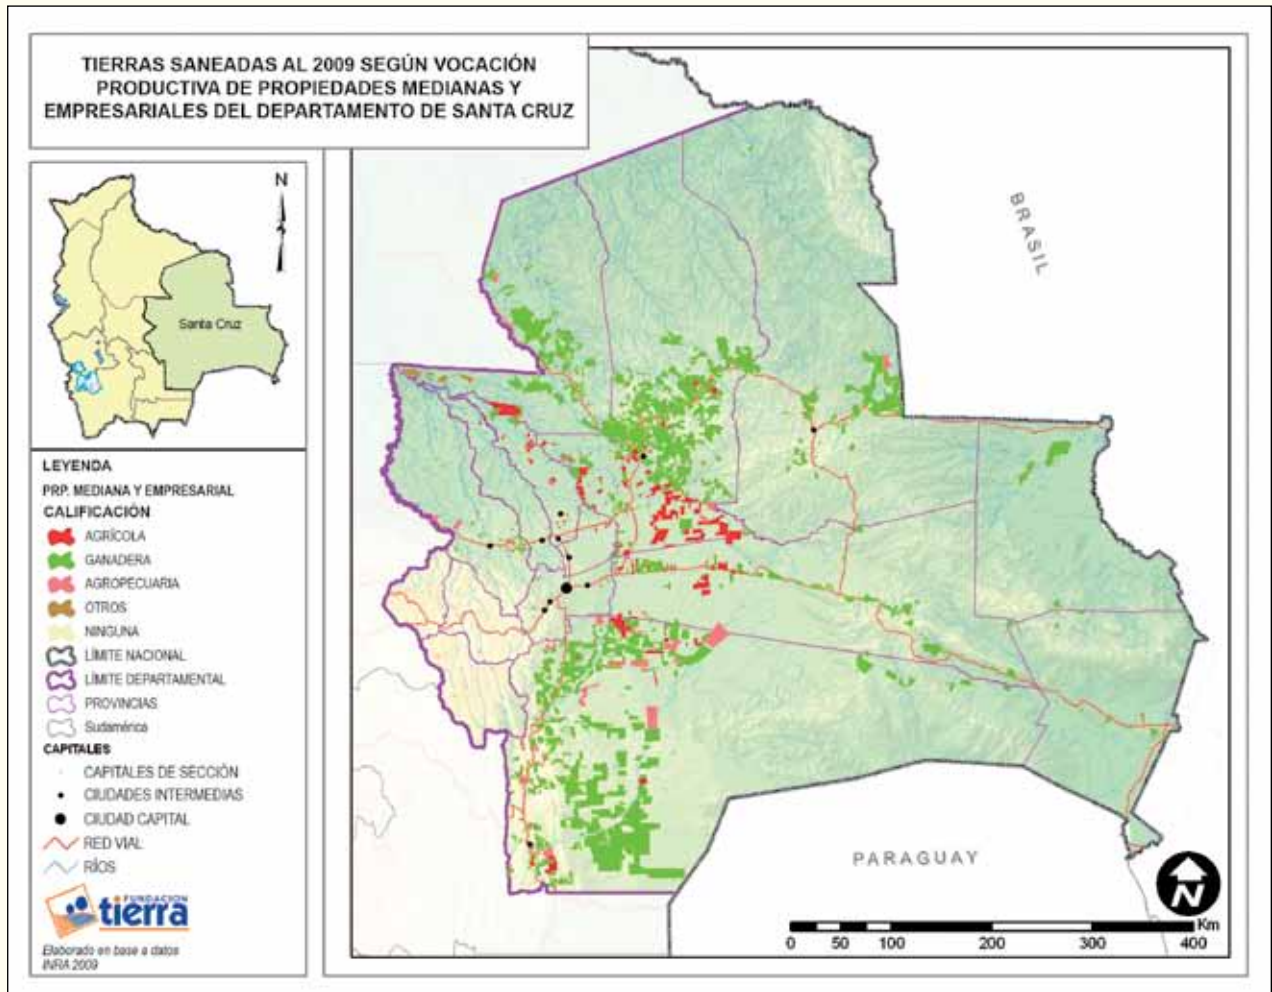 TIERRAS SANEADAS AL 2009 SEGÚN VOCACIÓN
PRODUCTIVA DE PROPIEDADES MEDIANAS Y
EMPRESARIALES DEL DEPARTAMENTO DE SANTA CRUZ
N
Santa Cruz
LEYENDA
PRP. MEDIANA Y EMPRESARIAL
CALIFICACIÓN
AGRÍCOLA
GANADERA
AGROPECUARIA
OTROS
NINGUNA
LÍMITE NACIONAL
LÍMITE DEPARTAMENTAL
PROVINCIAS
Sudamérica
CAPITALES
CAPITALES DE SECCIÓN
CIUDADES INTERMEDIAS
CIUDAD CAPITAL
RED VIAL
RÍOS
FUNDACION
tierra
Elaborado en base a datos
INRA 2009
BRASIL
PARAGUAY
N
Km
0 50 100 200 300 400